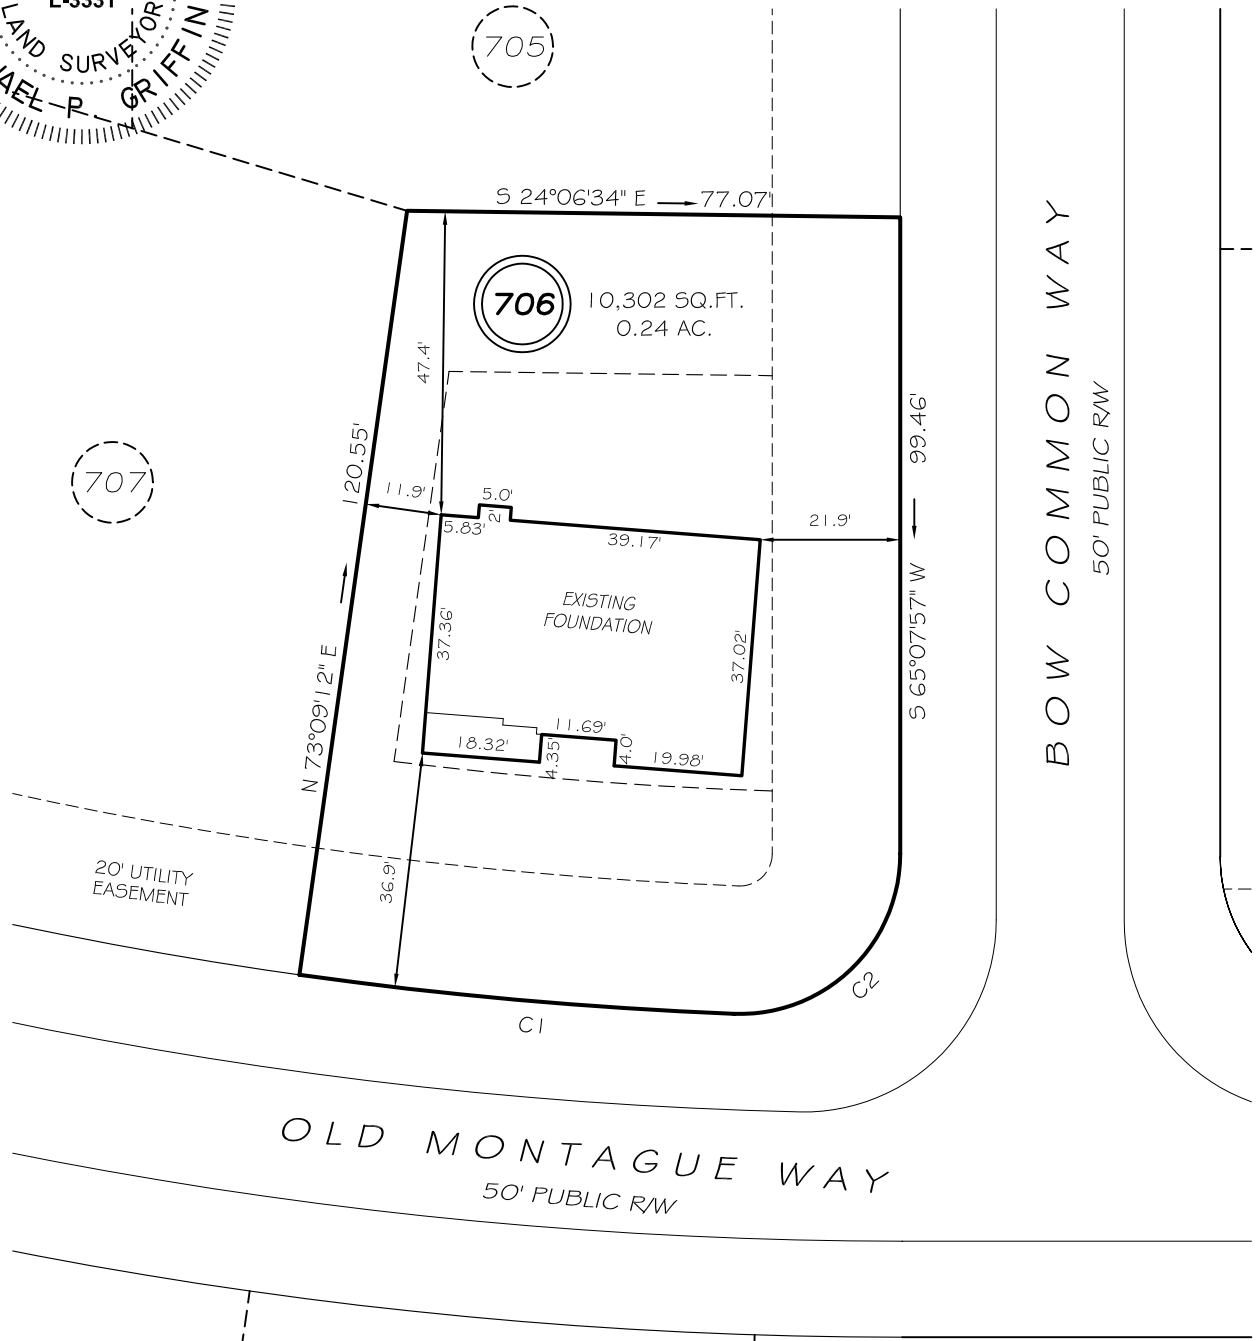 L-3331
LAND SURVEYOR
AEL P. GRIFFIN
705
S 24°06'34" E
77.07'
706
10,302 SQ.FT.
0.24 AC.
47.4'
707
120.55'
N 73°09'12" E
11.9'
5.0'
2'
5.83'
39.17'
21.9'
99.46'
S 65°07'57" W
EXISTING
FOUNDATION
37.36'
37.02'
11.69'
18.32'
4.35'
4.0'
19.98'
36.9'
20' UTILITY
EASEMENT
C1
C2
BOW COMMON WAY
50' PUBLIC R/W
OLD MONTAGUE WAY
50' PUBLIC R/W